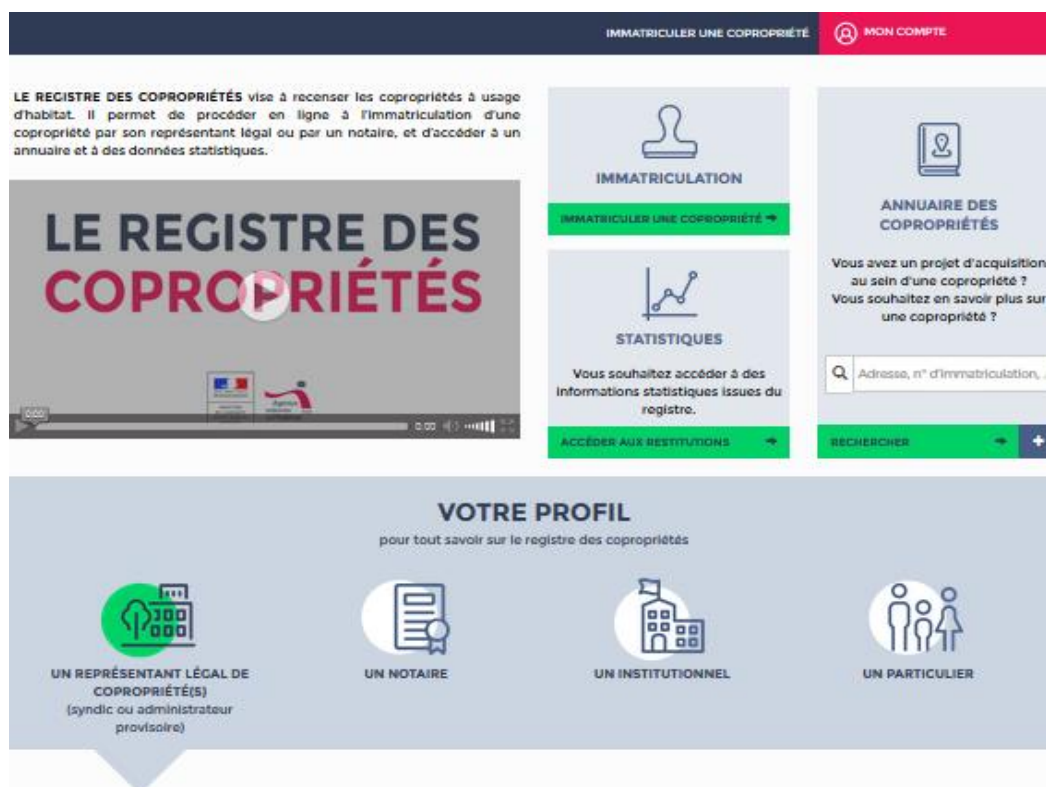 IMMATRICULER UNE COPROPRIÉTÉ
MON COMPTE
LE REGISTRE DES COPROPRIÉTÉS vise à recenser les copropriétés à usage
d'habitat. Il permet de procéder en ligne à l'immatriculation d'une
copropriété par son représentant légal ou par un notaire, et d'accéder à un
annuaire et à des données statistiques.
LE REGISTRE DES
COPROPRIÉTÉS
0:00
0:00
IMMATRICULATION
IMMATRICULER UNE COPROPRIÉTÉ
STATISTIQUES
Vous souhaitez accéder à des
informations statistiques issues du
registre.
ACCÉDER AUX RESTITUTIONS
ANNUAIRE DES
COPROPRIÉTÉS
Vous avez un projet d'acquisition
au sein d'une copropriété ?
Vous souhaitez en savoir plus sur
une copropriété ?
Adresse, n° d'immatriculation, ..
RECHERCHER
VOTRE PROFIL
pour tout savoir sur le registre des copropriétés
UN REPRÉSENTANT LÉGAL DE
COPROPRIÉTÉ(S)
(syndic ou administrateur
provisoire)
UN NOTAIRE
UN INSTITUTIONNEL
UN PARTICULIER